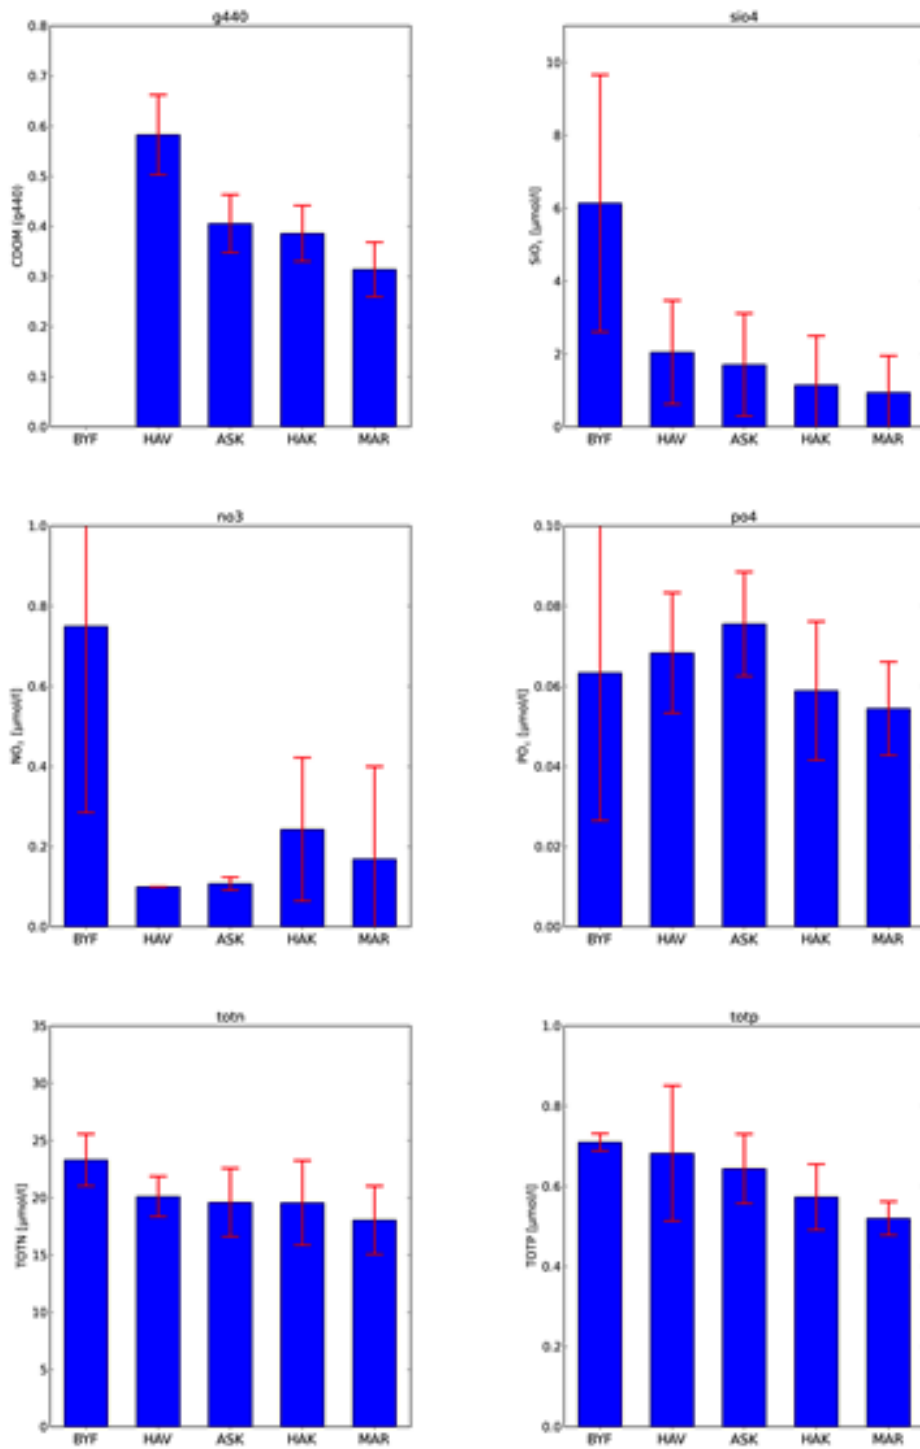 g440
CDOM (g440)
0.8
0.7
0.6
0.5
0.4
0.3
0.2
0.1
0.0
BYF HAV ASK HAK MAR
sio4
[μmol/l]
10
8
6
4
2
0
BYF HAV ASK HAK MAR
no3
[μmol/l]
1.0
0.8
0.6
0.4
0.2
0.0
BYF HAV ASK HAK MAR
po4
[μmol/l]
0.10
0.08
0.06
0.04
0.02
0.00
BYF HAV ASK HAK MAR
totn
TOTN [μmol/l]
35
30
25
20
15
10
5
0
BYF HAV ASK HAK MAR
totp
TOTP [μmol/l]
1.0
0.8
0.6
0.4
0.2
0.0
BYF HAV ASK HAK MAR